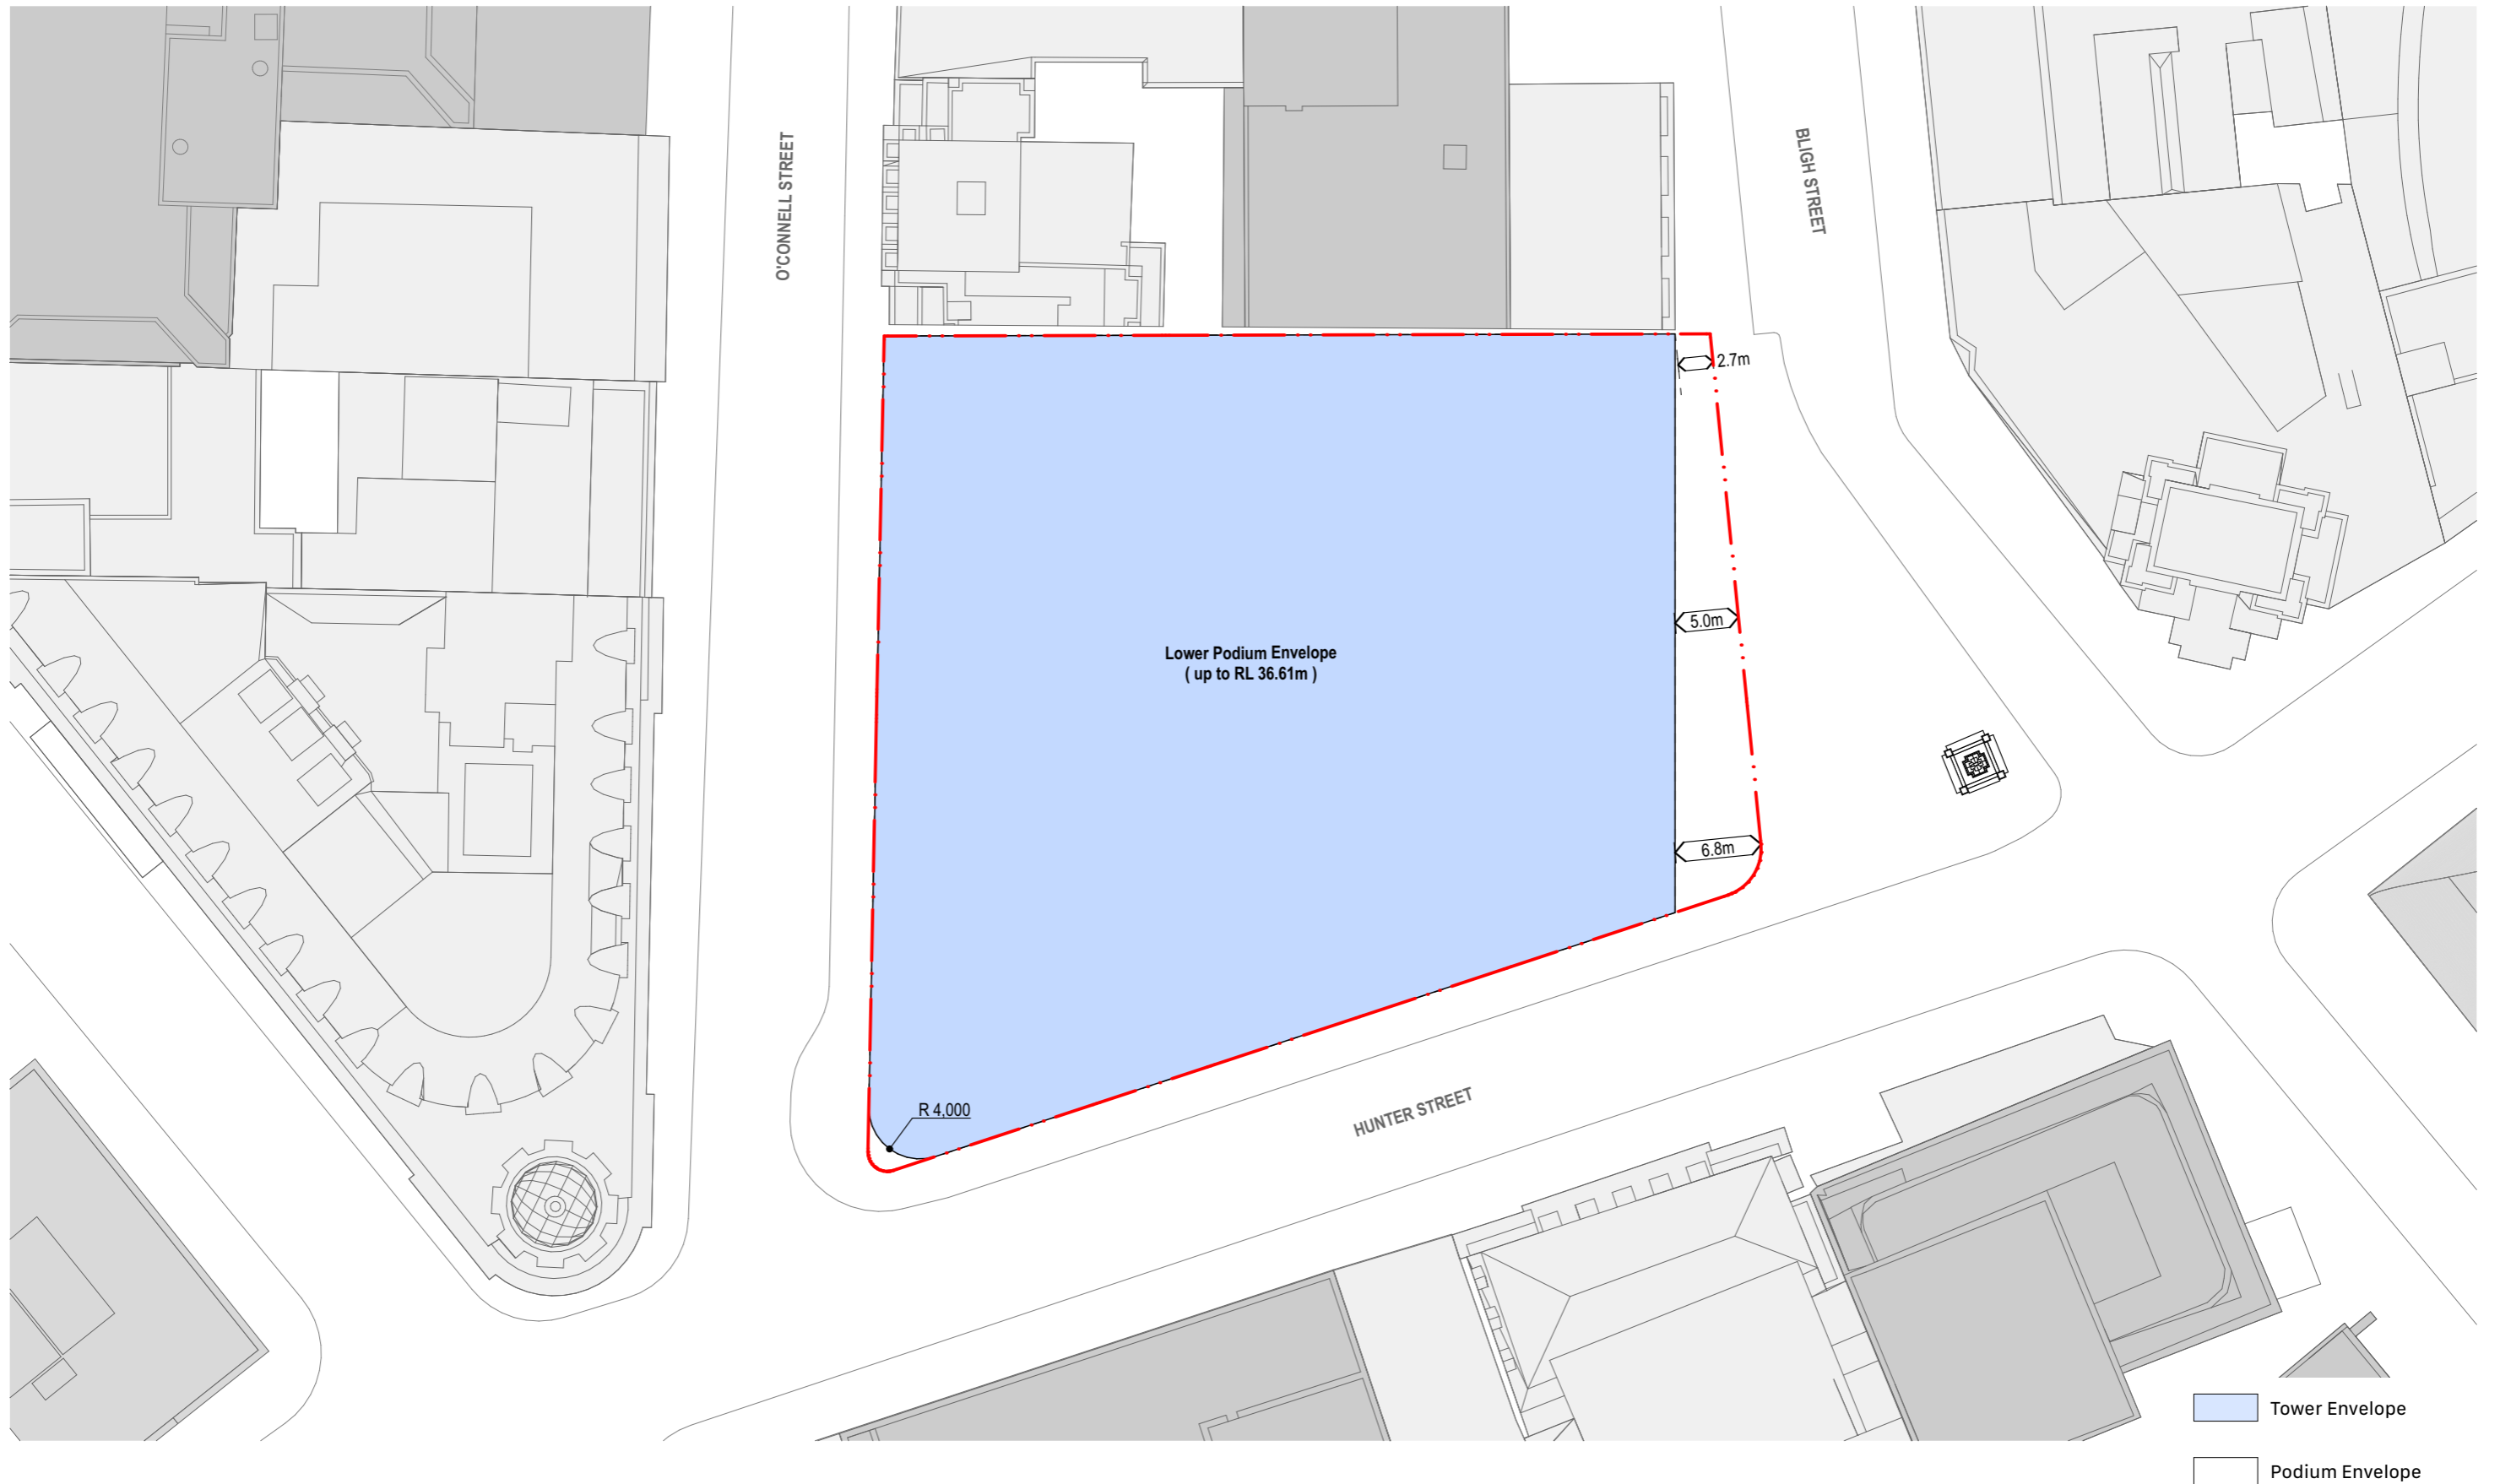 O'CONNELL STREET
BLIGH STREET
2.7m
5.0m
Lower Podium Envelope
( up to RL 36.61m )
6.8m
R 4,000
HUNTER STREET
Tower Envelope
Podium Envelope